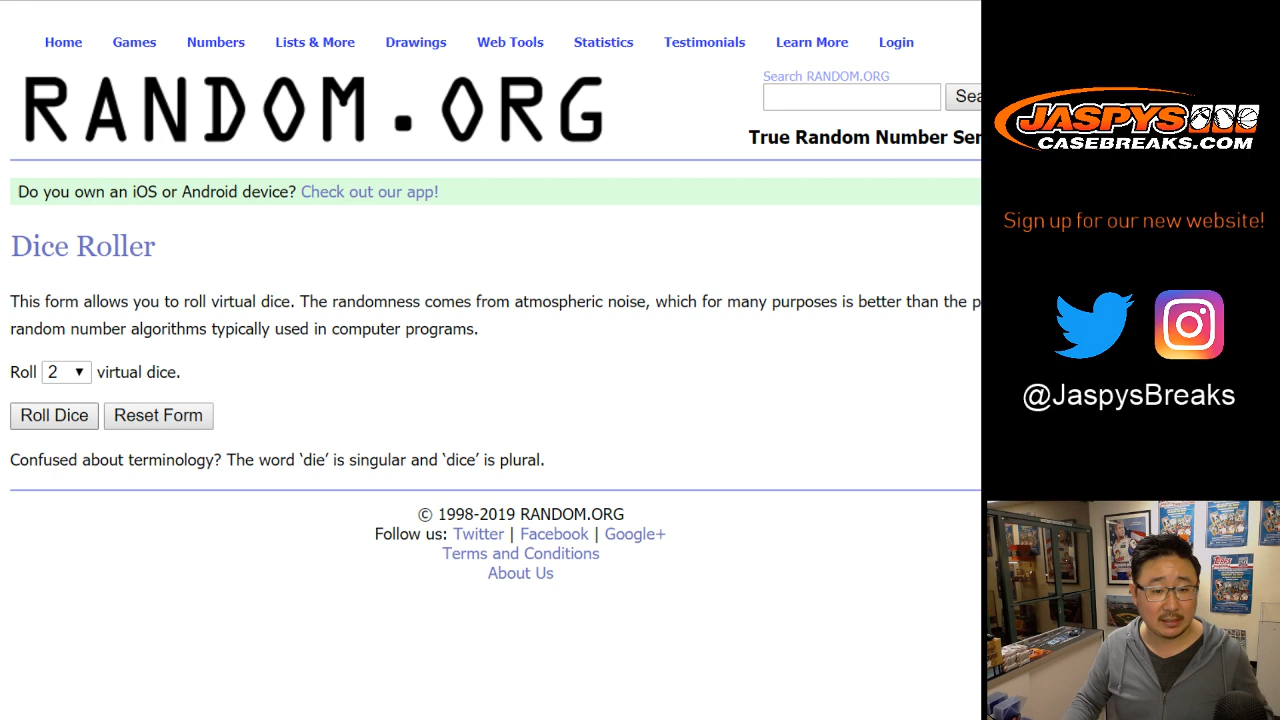 Home Games Numbers Lists & More Drawings Web Tools Statistics Testimonials Learn More Login
RANDOM.ORG
Search RANDOM.ORG
Sea
True Random Number Ser
Do you own an iOS or Android device? Check out our app!
Dice Roller
This form allows you to roll virtual dice. The randomness comes from atmospheric noise, which for many purposes is better than the p
random number algorithms typically used in computer programs.
Roll 2 virtual dice.
Roll Dice Reset Form
Confused about terminology? The word ‘die’ is singular and ‘dice’ is plural.
© 1998-2019 RANDOM.ORG
Follow us: Twitter | Facebook | Google+
Terms and Conditions
About Us
JASPYS
CASEBREAKS.COM
Sign up for our new website!
@JaspysBreaks